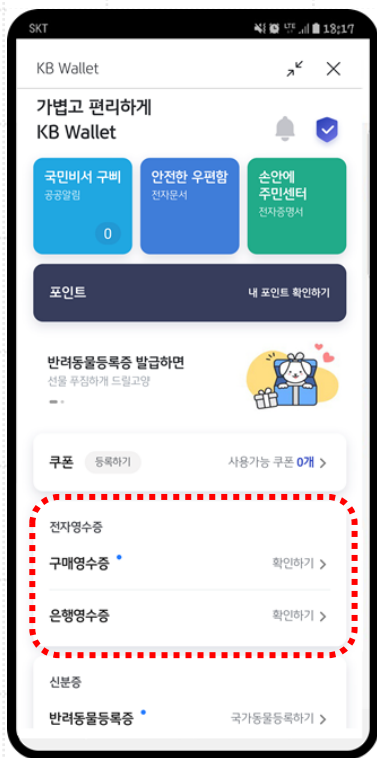 SKT LTE 18:17
KB Wallet
가볍고 편리하게
KB Wallet
국민비서 구삐
공공알림
0
안전한 우편함
전자문서
손안에
주민센터
전자증명서
포인트 내 포인트 확인하기
반려동물등록증 발급하면
선물 푸짐하개 드릴고양
쿠폰 등록하기 사용가능 쿠폰 0개 >
전자영수증
구매영수증 확인하기 >
은행영수증 확인하기 >
신분증
반려동물등록증 국가동물등록하기 >